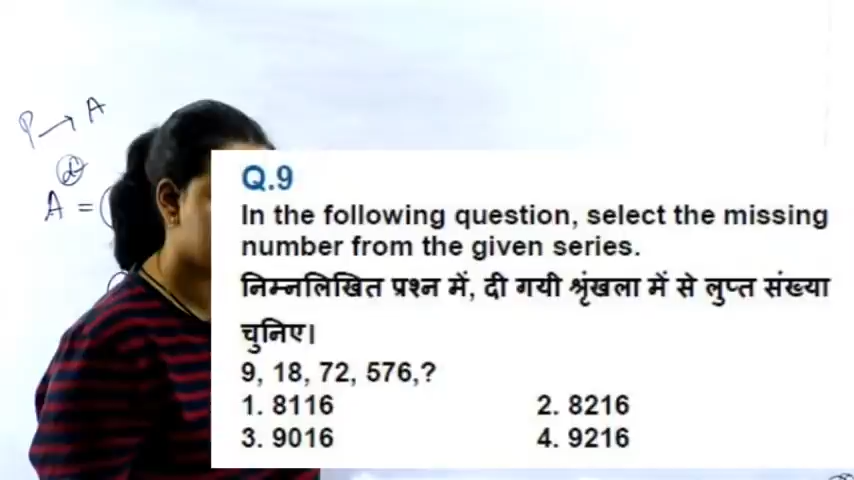 P → A
A = (
Q.9
In the following question, select the missing
number from the given series.
निम्नलिखित प्रश्न में, दी गयी श्रृंखला में से लुप्त संख्या
चुनिए।
9, 18, 72, 576,?
1. 8116 2. 8216
3. 9016 4. 9216